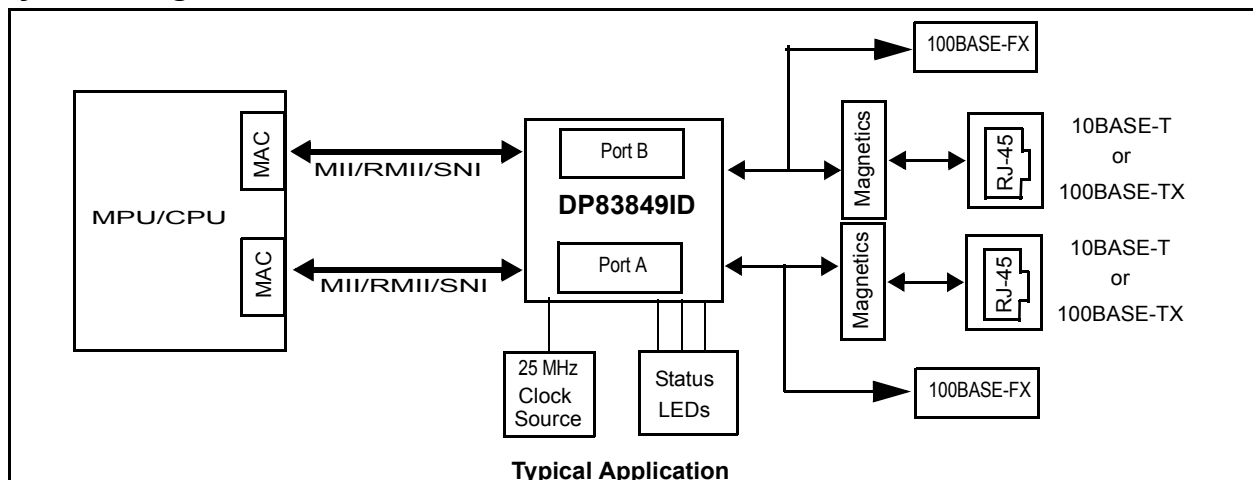 100BASE-FX
MAC
MII/RMII/SNI
Port B
Magnetics
RJ-45
10BASE-T
or
100BASE-TX
MPU/CPU
DP83849ID
MAC
MII/RMII/SNI
Port A
Magnetics
RJ-45
10BASE-T
or
100BASE-TX
25 MHz
Clock
Source
Status
LEDs
100BASE-FX
Typical Application